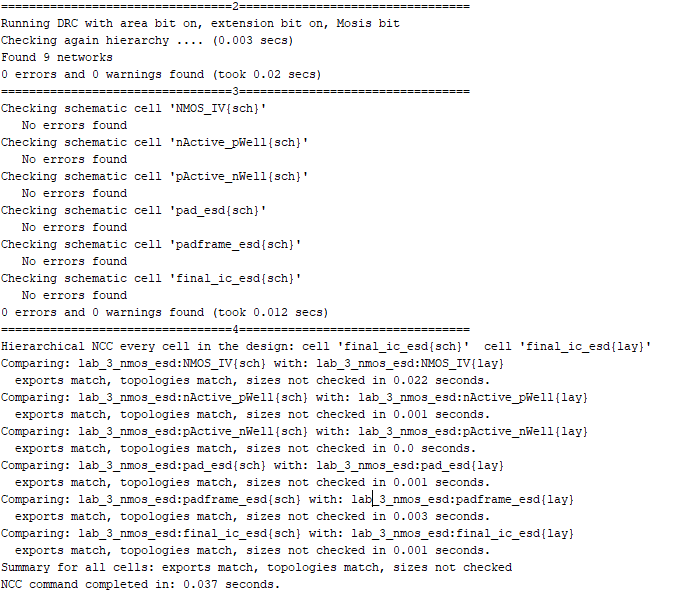 ==================================2==================================
Running DRC with area bit on, extension bit on, Mosis bit
Checking again hierarchy .... (0.003 secs)
Found 9 networks
0 errors and 0 warnings found (took 0.02 secs)
==================================3==================================
Checking schematic cell 'NMOS_IV{sch}'
No errors found
Checking schematic cell 'nActive_pWell{sch}'
No errors found
Checking schematic cell 'pActive_nWell{sch}'
No errors found
Checking schematic cell 'pad_esd{sch}'
No errors found
Checking schematic cell 'padframe_esd{sch}'
No errors found
Checking schematic cell 'final_ic_esd{sch}'
No errors found
0 errors and 0 warnings found (took 0.012 secs)
==================================4==================================
Hierarchical NCC every cell in the design: cell 'final_ic_esd{sch}'  cell 'final_ic_esd{lay}'
Comparing: lab_3_nmos_esd:NMOS_IV{sch} with: lab_3_nmos_esd:NMOS_IV{lay}
exports match, topologies match, sizes not checked in 0.022 seconds.
Comparing: lab_3_nmos_esd:nActive_pWell{sch} with: lab_3_nmos_esd:nActive_pWell{lay}
exports match, topologies match, sizes not checked in 0.001 seconds.
Comparing: lab_3_nmos_esd:pActive_nWell{sch} with: lab_3_nmos_esd:pActive_nWell{lay}
exports match, topologies match, sizes not checked in 0.0 seconds.
Comparing: lab_3_nmos_esd:pad_esd{sch} with: lab_3_nmos_esd:pad_esd{lay}
exports match, topologies match, sizes not checked in 0.001 seconds.
Comparing: lab_3_nmos_esd:padframe_esd{sch} with: lab_3_nmos_esd:padframe_esd{lay}
exports match, topologies match, sizes not checked in 0.003 seconds.
Comparing: lab_3_nmos_esd:final_ic_esd{sch} with: lab_3_nmos_esd:final_ic_esd{lay}
exports match, topologies match, sizes not checked in 0.001 seconds.
Summary for all cells: exports match, topologies match, sizes not checked
NCC command completed in: 0.037 seconds.